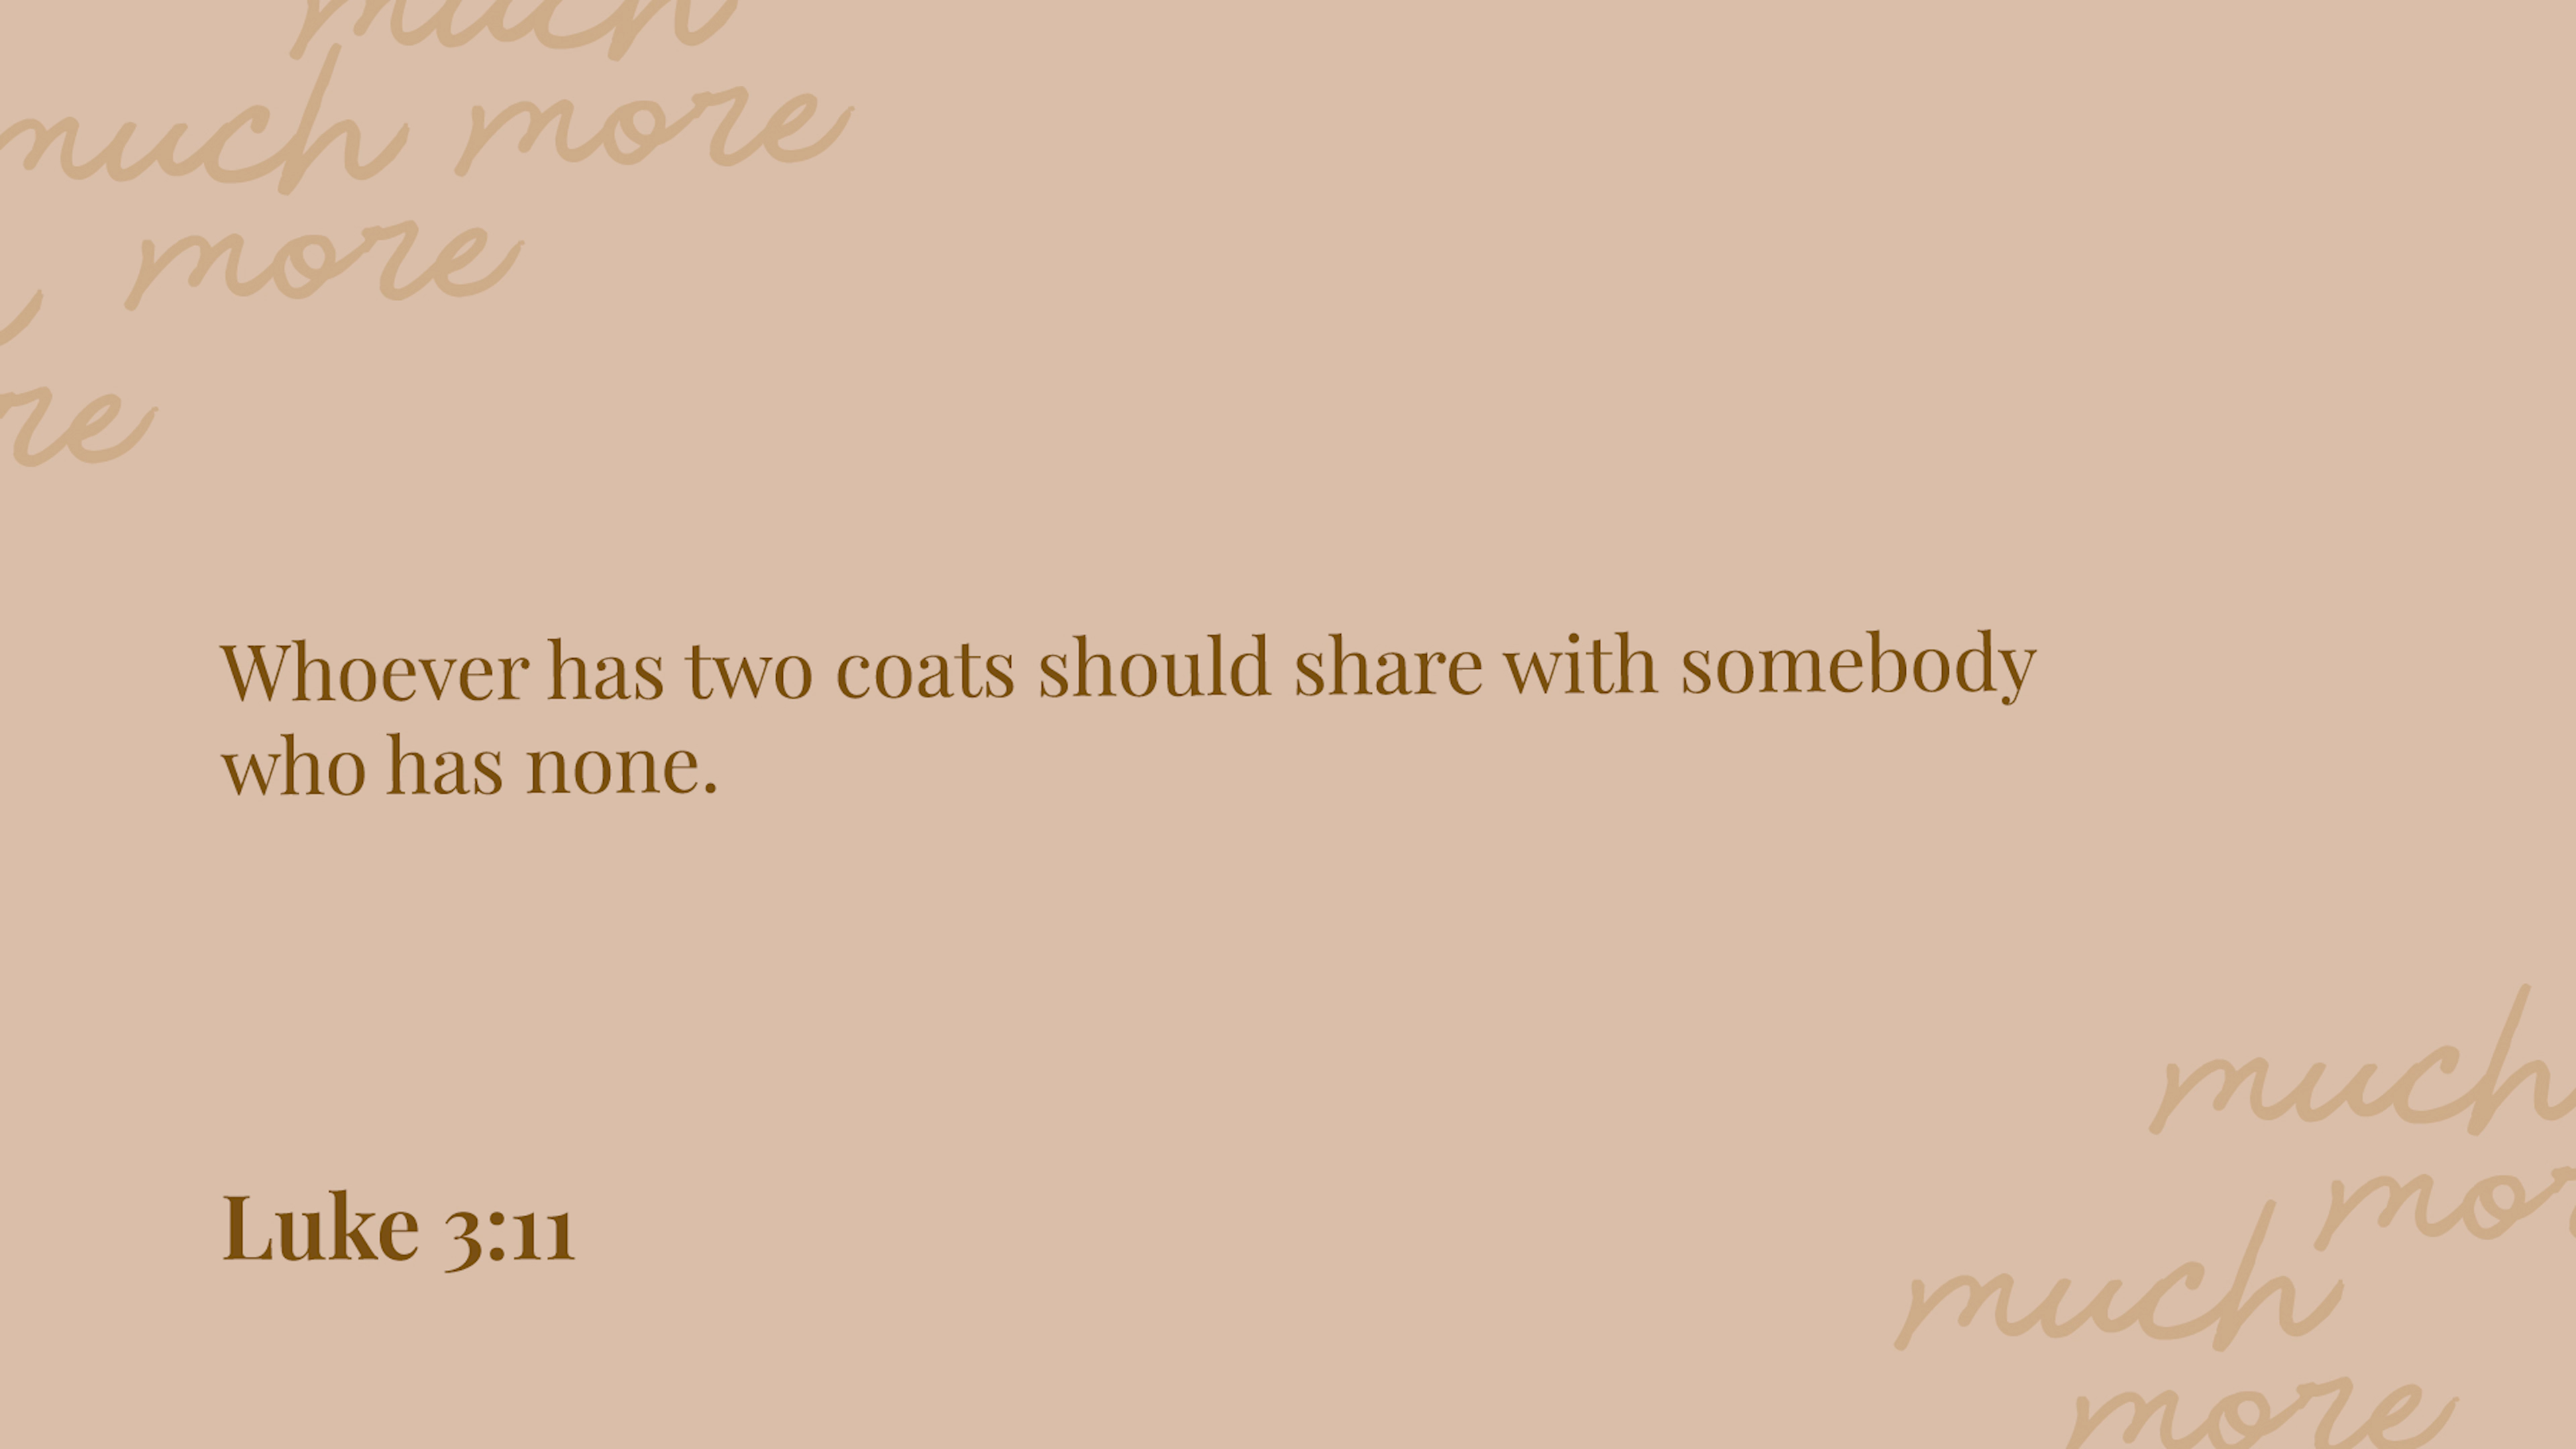 much
much more
more
re
Whoever has two coats should share with somebody
who has none.
much
mor
Luke 3:11
much
more